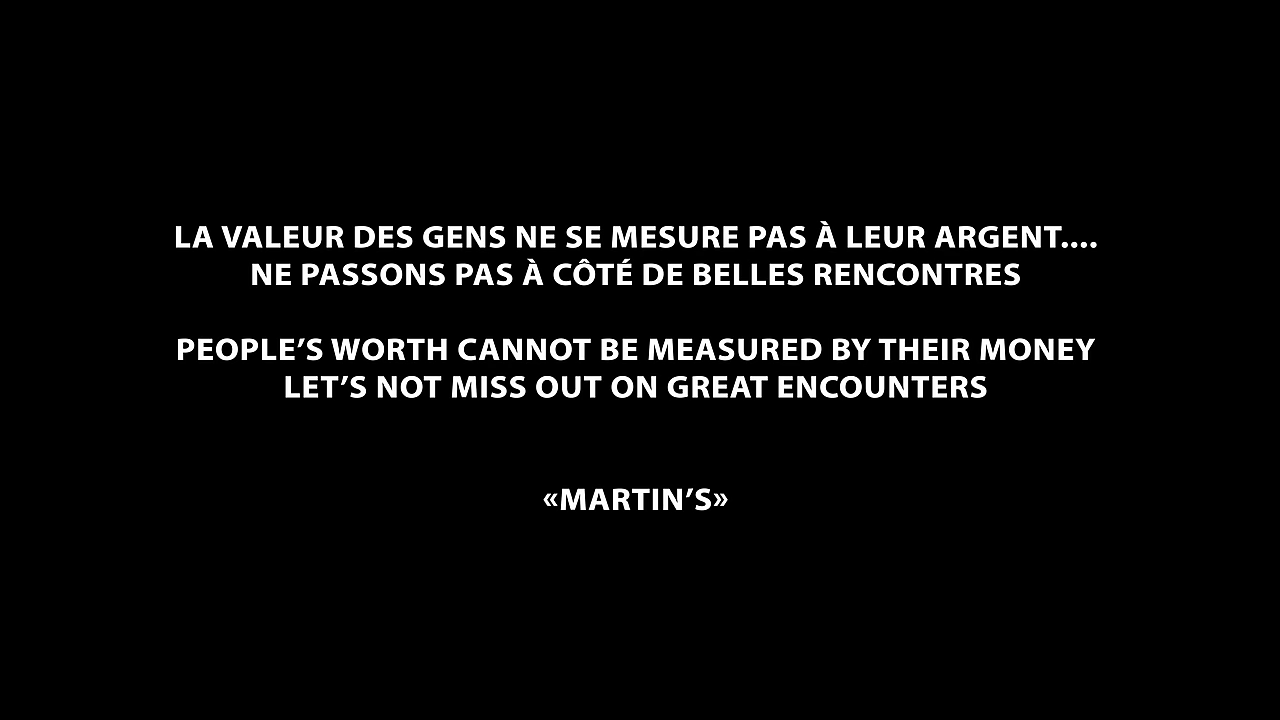 LA VALEUR DES GENS NE SE MESURE PAS À LEUR ARGENT....
NE PASSONS PAS À CÔTÉ DE BELLES RENCONTRES
PEOPLE’S WORTH CANNOT BE MEASURED BY THEIR MONEY
LET’S NOT MISS OUT ON GREAT ENCOUNTERS
«MARTIN’S»